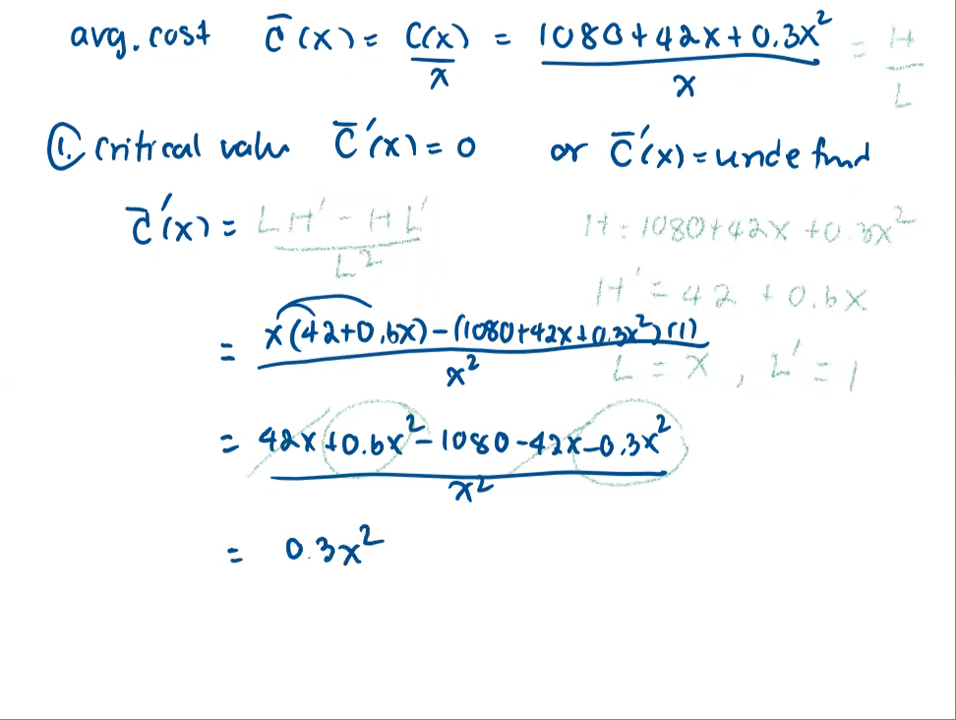 avg. cost C̄(x) = C(x)/x = (1080+42x+0.3x²)/x = H/L
① Critical valu C̄'(x) = 0 or C̄'(x) = undefind
C̄'(x) = (LH' - HL')/L² H = 1080+42x+0.3x²
H' = 42 + 0.6x
= (x(42+0.6x) - (1080+42x+0.3x²)(1))/x²
L = x, L' = 1
= (42x+0.6x²-1080-42x-0.3x²)/x²
= 0.3x²